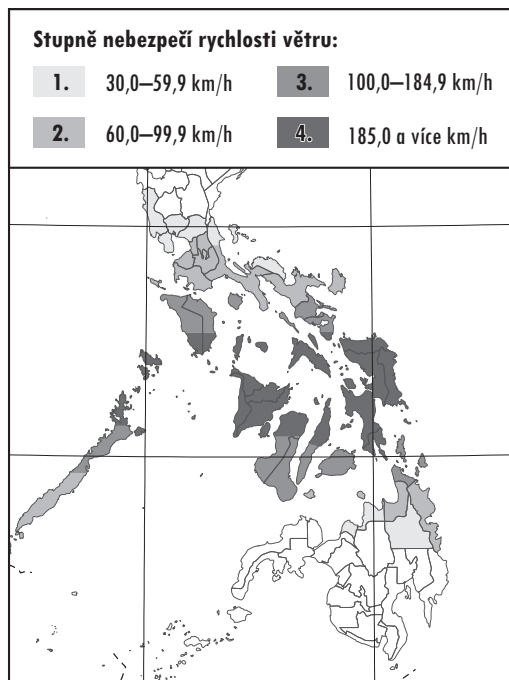 Stupně nebezpečí rychlosti větru:
1. 30,0–59,9 km/h 3. 100,0–184,9 km/h
2. 60,0–99,9 km/h 4. 185,0 a více km/h